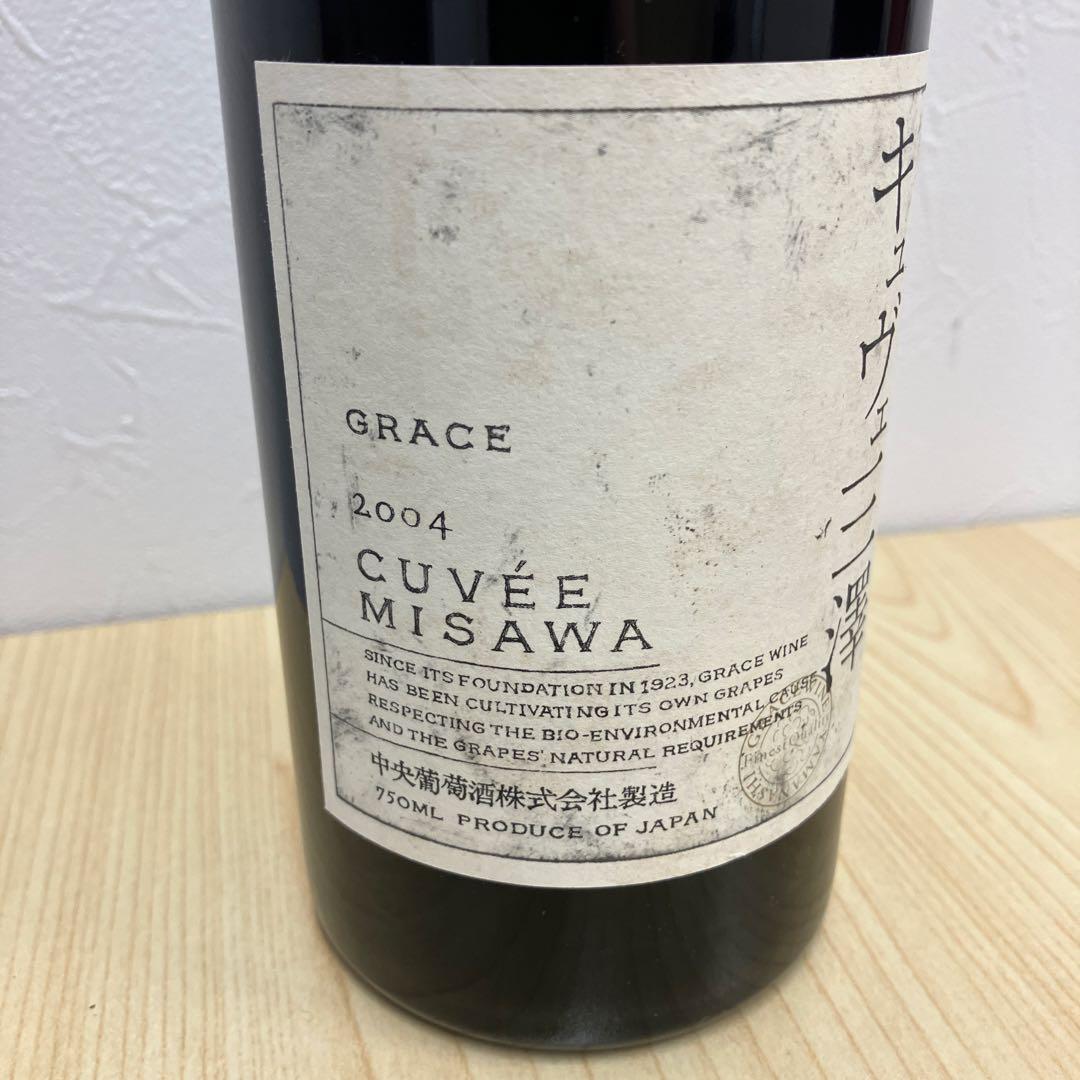 キュヴェ三澤
GRACE
2004
CUVÉE
MISAWA
SINCE ITS FOUNDATION IN 1923, GRACE WINE
HAS BEEN CULTIVATING ITS OWN GRAPES
RESPECTING THE BIO-ENVIRONMENTAL CAUSE
AND THE GRAPES' NATURAL REQUIREMENTS
中央葡萄酒株式会社製造
750ML PRODUCE OF JAPAN